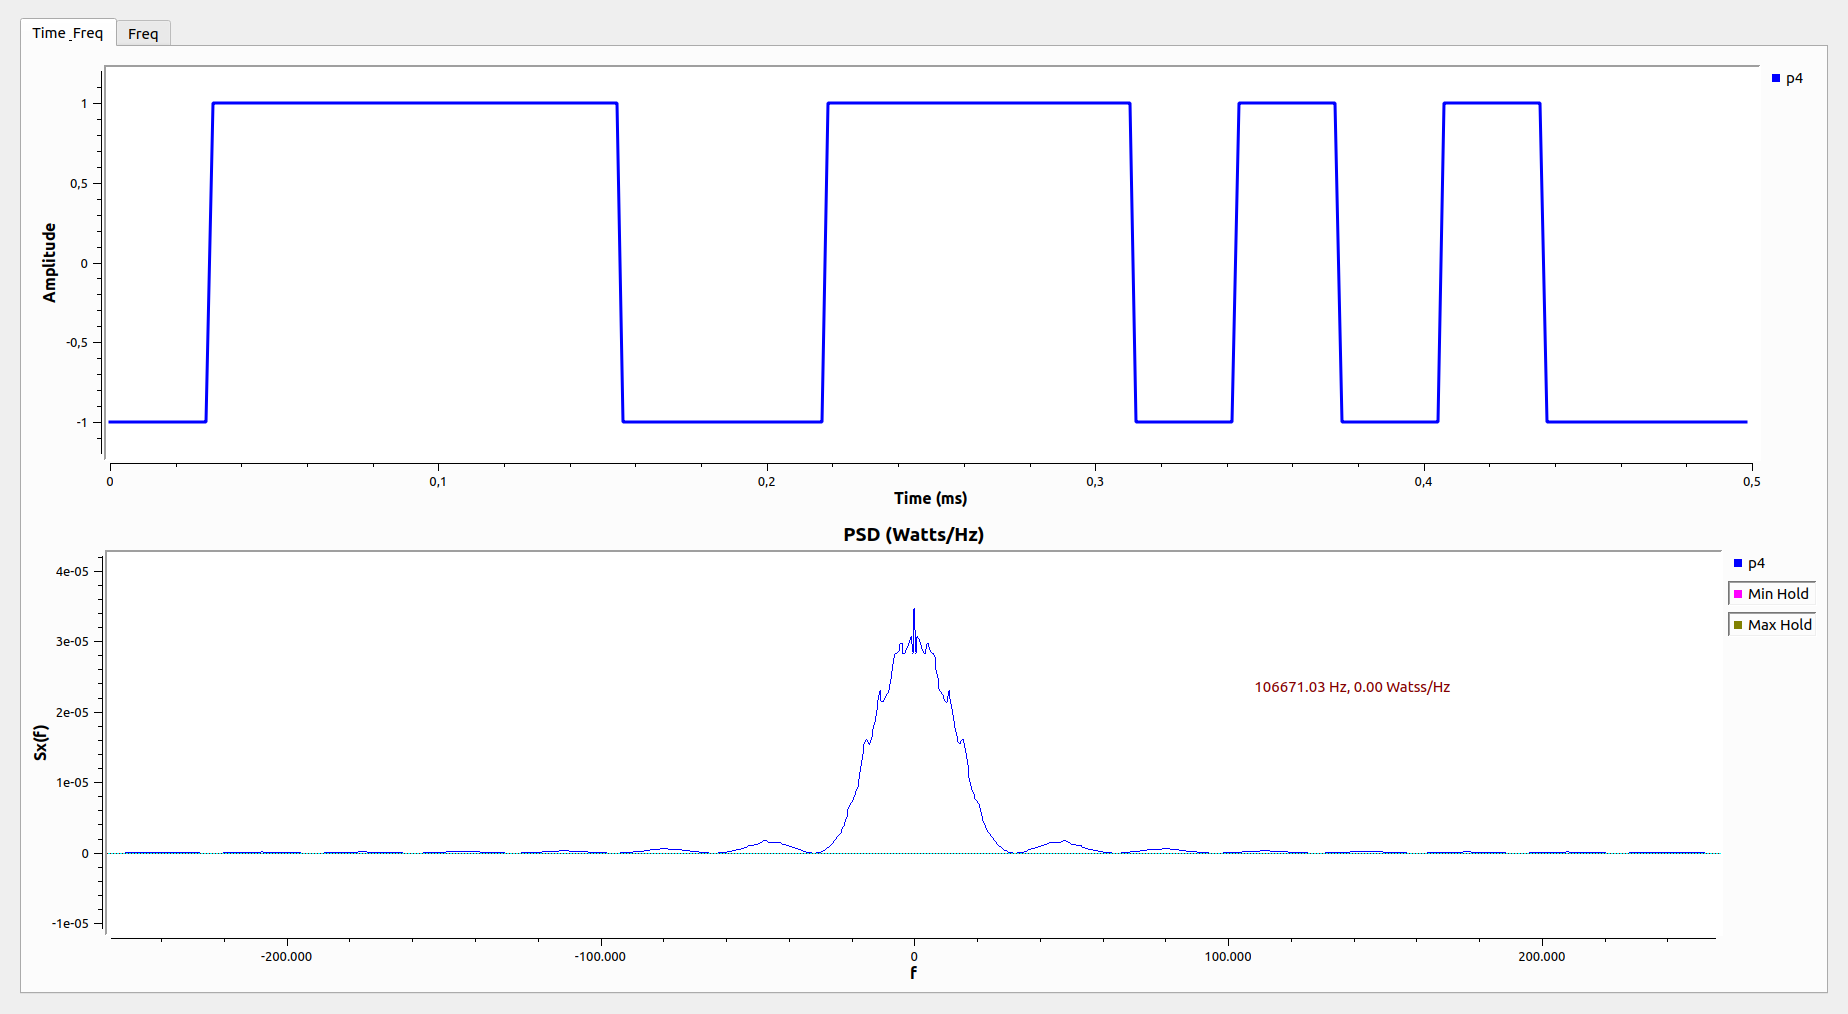 Time_Freq
Freq
p4
1
0,5
0
-0,5
-1
Amplitude
0
0,1
0,2
0,3
0,4
0,5
Time (ms)
PSD (Watts/Hz)
p4
Min Hold
Max Hold
4e-05
3e-05
2e-05
1e-05
0
-1e-05
Sx(f)
106671.03 Hz, 0.00 Watss/Hz
-200.000
-100.000
0
100.000
200.000
f